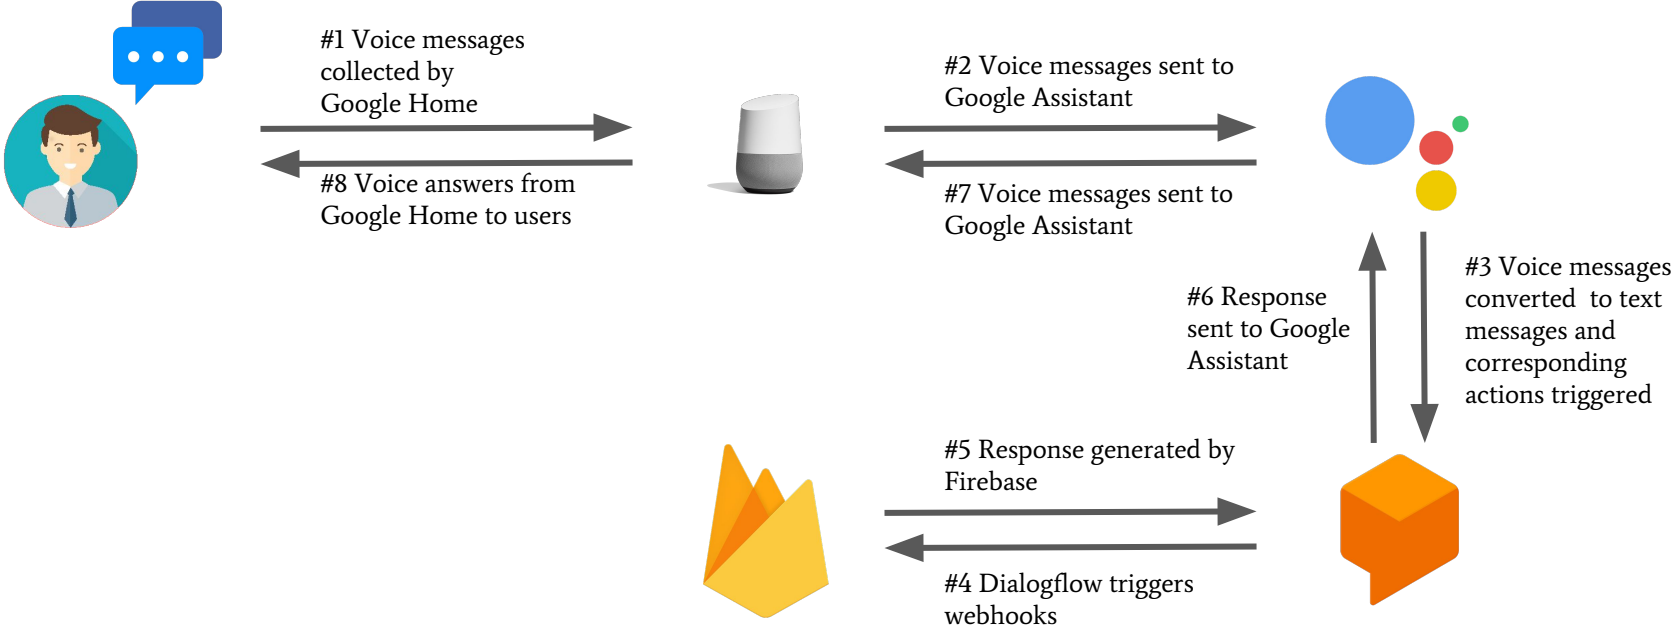 #1 Voice messages
collected by
Google Home
#2 Voice messages sent to
Google Assistant
#8 Voice answers from
Google Home to users
#7 Voice messages sent to
Google Assistant
#3 Voice messages
converted to text
messages and
corresponding
actions triggered
#6 Response
sent to Google
Assistant
#5 Response generated by
Firebase
#4 Dialogflow triggers
webhooks